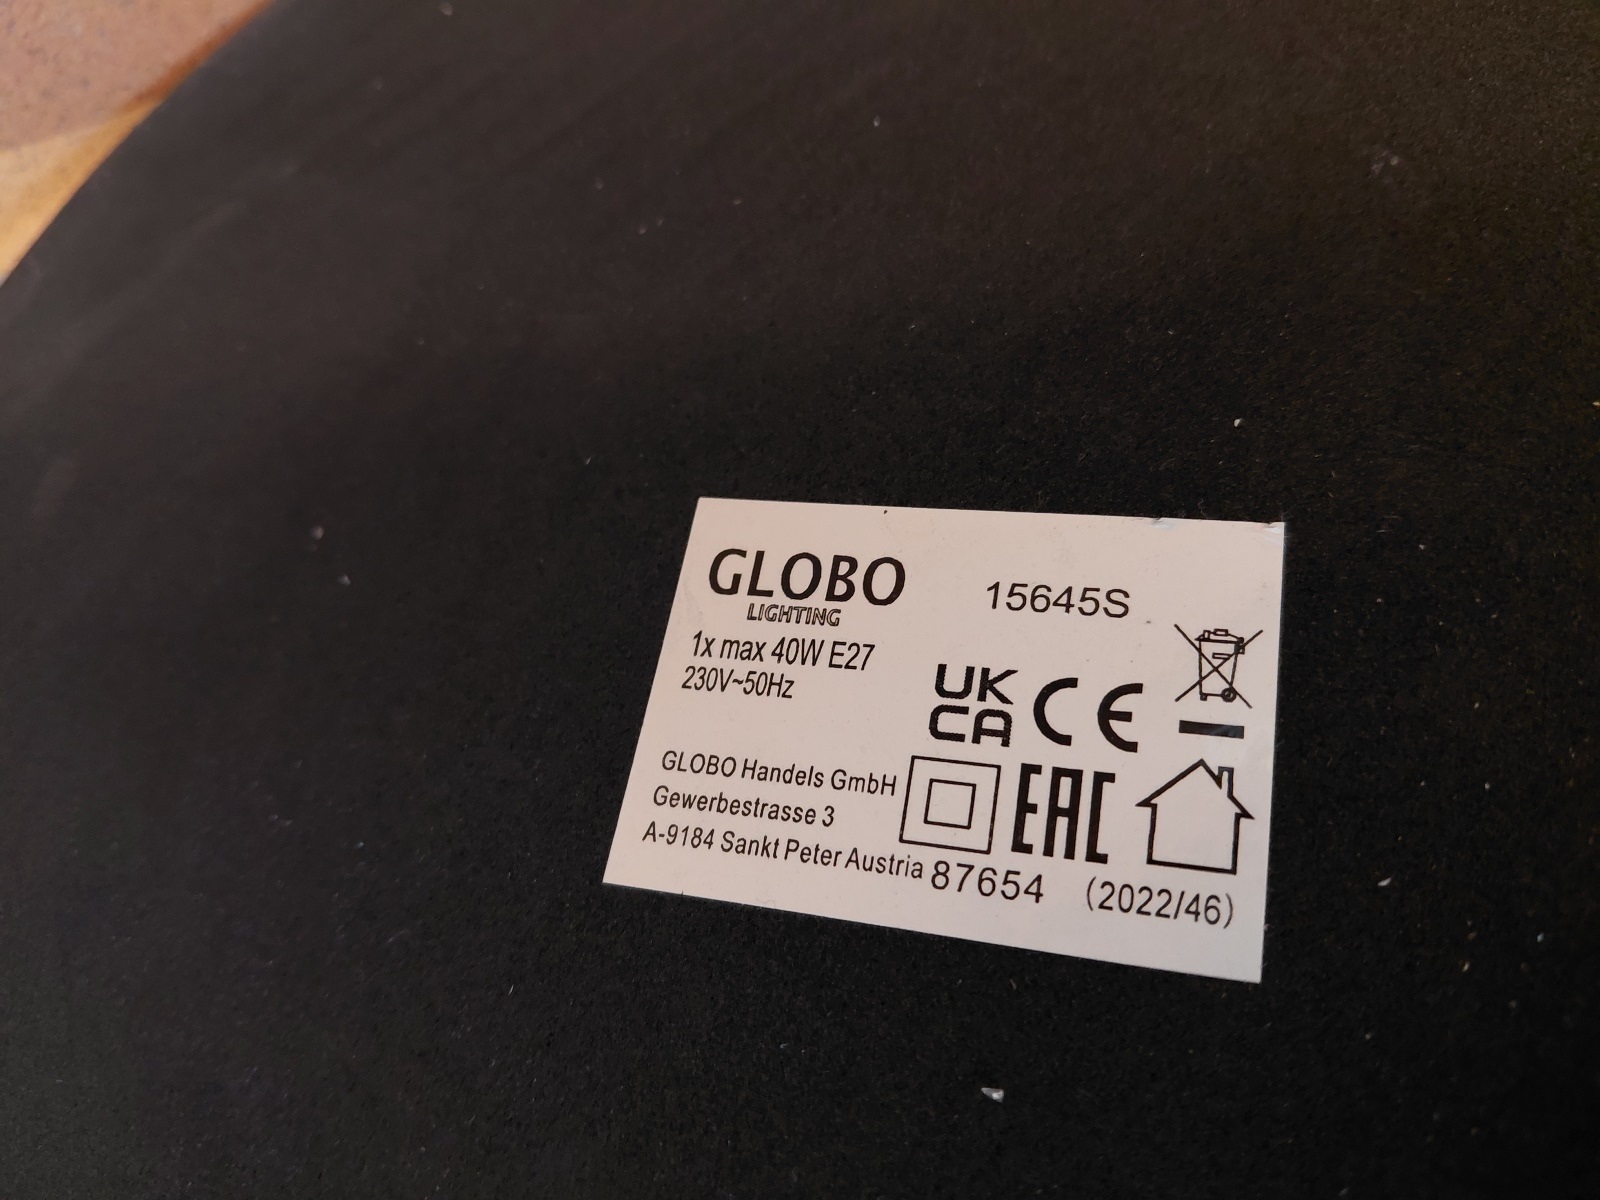 GLOBO
LIGHTING
15645S
1x max 40W E27
230V~50Hz
UK
CA
CE
GLOBO Handels GmbH
Gewerbestrasse 3
A-9184 Sankt Peter Austria
EAC
87654
(2022/46)